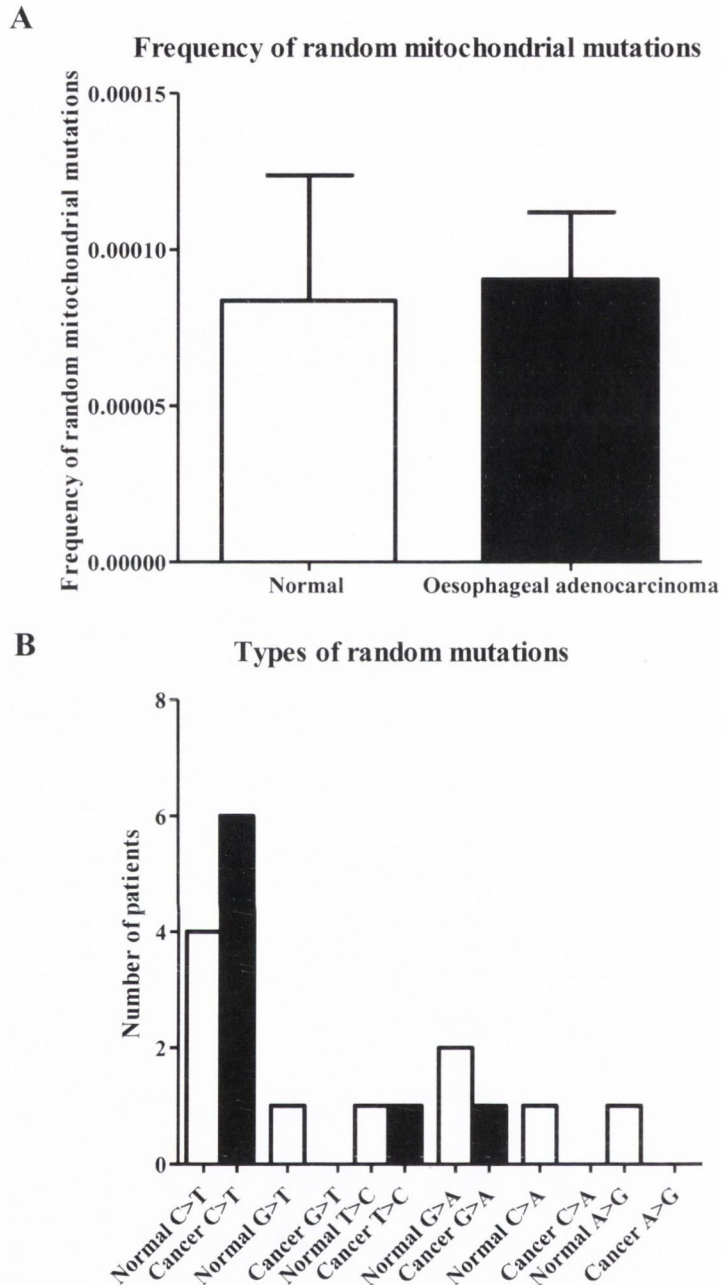 A
Frequency of random mitochondrial mutations
Frequency of random mitochondrial mutations
0.00015
0.00010
0.00005
0.00000
Normal
Oesophageal adenocarcinoma
B
Types of random mutations
Number of patients
8
6
4
2
0
Normal C>T
Cancer C>T
Normal G>T
Cancer G>T
Normal T>C
Cancer T>C
Normal G>A
Cancer G>A
Normal C>A
Cancer C>A
Normal A>G
Cancer A>G